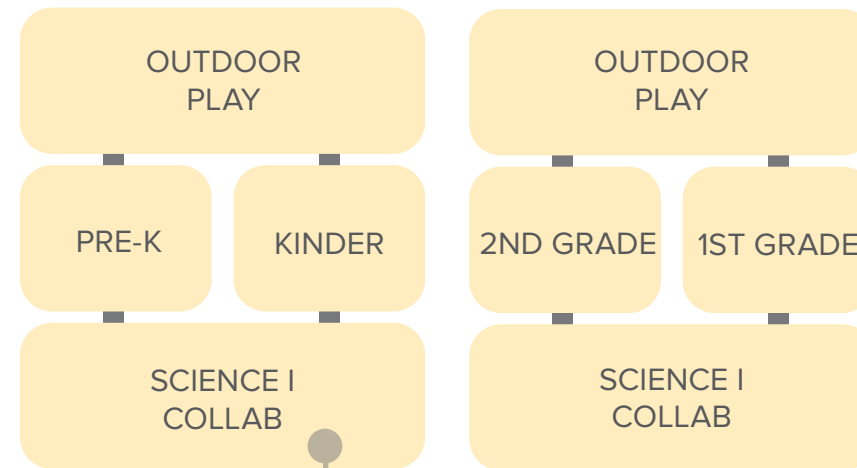 OUTDOOR
PLAY
OUTDOOR
PLAY
PRE-K
KINDER
2ND GRADE
1ST GRADE
SCIENCE I
COLLAB
SCIENCE I
COLLAB